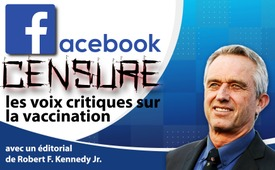 facebook
CENSURE
les voix critiques sur
la vaccination
avec un éditorial
de Robert F. Kennedy Jr.